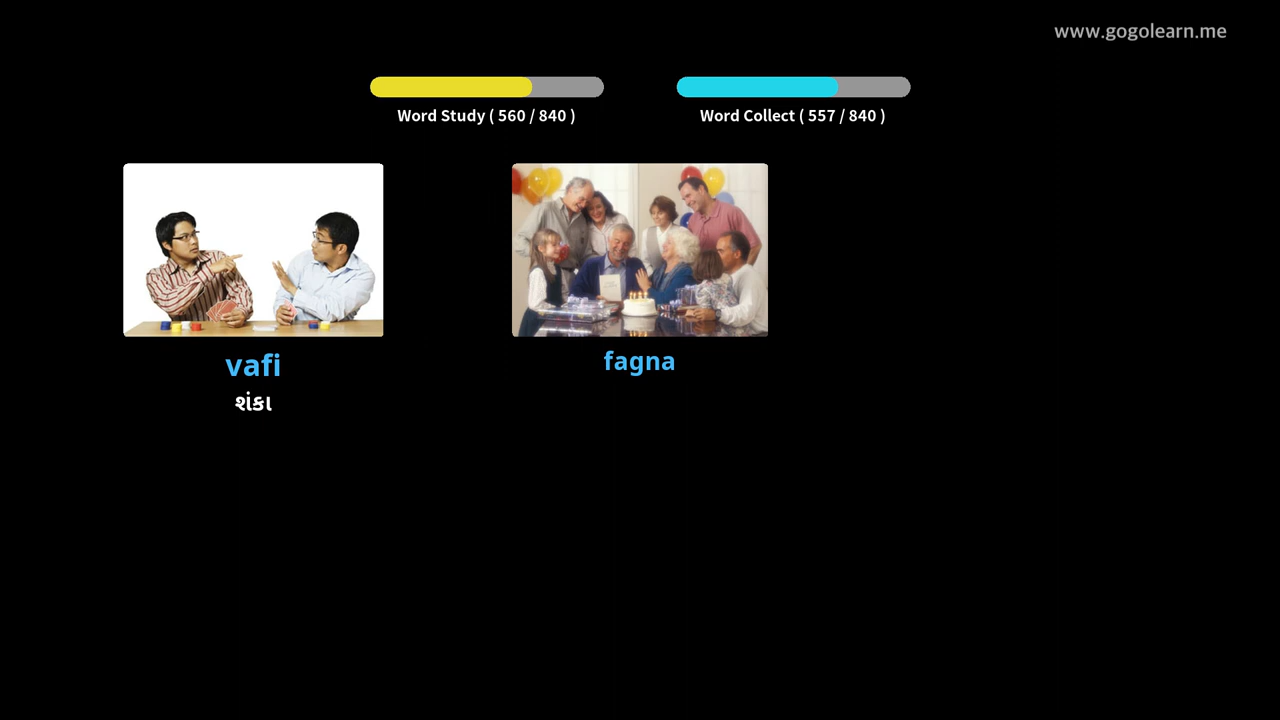 www.gogolearn.me
Word Study ( 560 / 840 )
Word Collect ( 557 / 840 )
vafi
શંકા
fagna